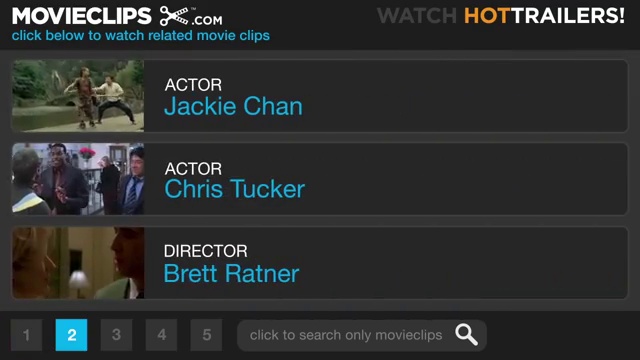 MOVIECLIPS™.COM
WATCH HOTTRAILERS!
click below to watch related movie clips
ACTOR
Jackie Chan
ACTOR
Chris Tucker
DIRECTOR
Brett Ratner
1 2 3 4 5 click to search only movieclips